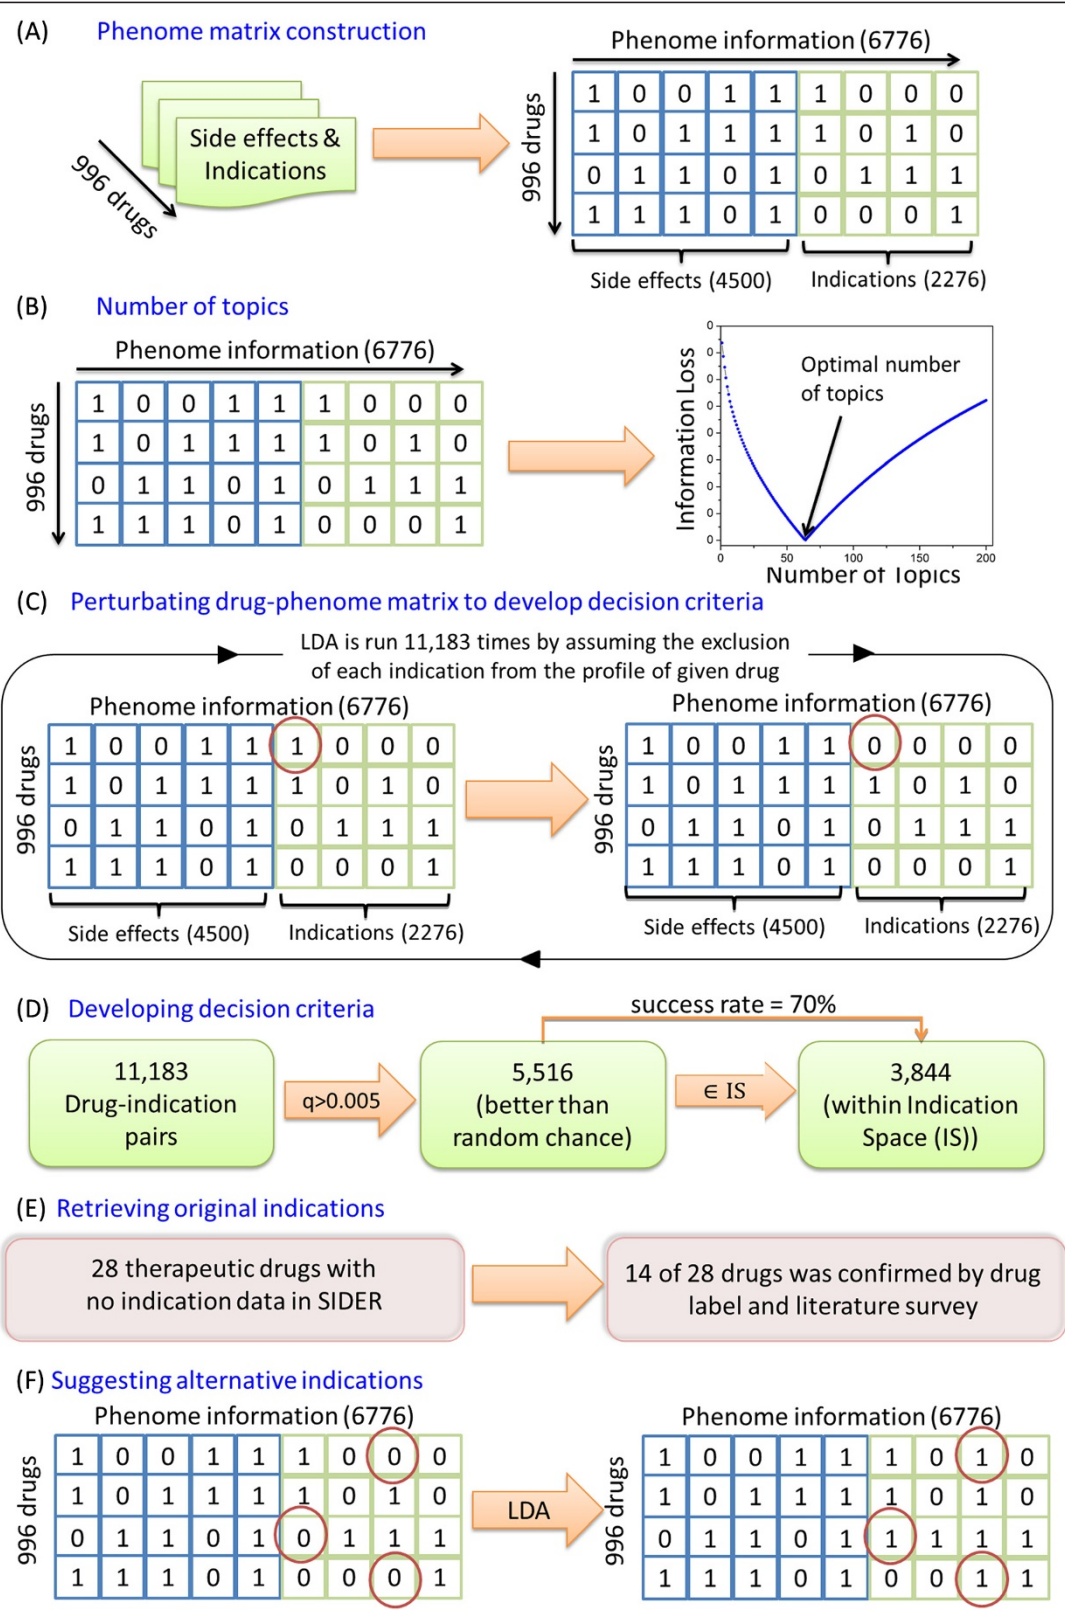 (A) Phenome matrix construction
Side effects &
Indications
996 drugs
Phenome information (6776)
996 drugs
1 0 0 1 1 1 0 0 0
1 0 1 1 1 1 0 1 0
0 1 1 0 1 0 1 1 1
1 1 1 0 1 0 0 0 1
Side effects (4500) Indications (2276)
(B) Number of topics
Phenome information (6776)
996 drugs
1 0 0 1 1 1 0 0 0
1 0 1 1 1 1 0 1 0
0 1 1 0 1 0 1 1 1
1 1 1 0 1 0 0 0 1
Information Loss
0
0
0
0
0
0
0
0
0
Optimal number
of topics
0 50 100 150 200
Number of Topics
(C) Perturbating drug-phenome matrix to develop decision criteria
LDA is run 11,183 times by assuming the exclusion
of each indication from the profile of given drug
Phenome information (6776)
996 drugs
1 0 0 1 1 1 0 0 0
1 0 1 1 1 1 0 1 0
0 1 1 0 1 0 1 1 1
1 1 1 0 1 0 0 0 1
Side effects (4500) Indications (2276)
Phenome information (6776)
996 drugs
1 0 0 1 1 0 0 0 0
1 0 1 1 1 1 0 1 0
0 1 1 0 1 0 1 1 1
1 1 1 0 1 0 0 0 1
Side effects (4500) Indications (2276)
(D) Developing decision criteria
success rate = 70%
11,183
Drug-indication
pairs
q>0.005
5,516
(better than
random chance)
∈ IS
3,844
(within Indication
Space (IS))
(E) Retrieving original indications
28 therapeutic drugs with
no indication data in SIDER
14 of 28 drugs was confirmed by drug
label and literature survey
(F) Suggesting alternative indications
Phenome information (6776)
996 drugs
1 0 0 1 1 1 0 0 0
1 0 1 1 1 1 0 1 0
0 1 1 0 1 0 1 1 1
1 1 1 0 1 0 0 0 1
LDA
Phenome information (6776)
996 drugs
1 0 0 1 1 1 0 1 0
1 0 1 1 1 1 0 1 0
0 1 1 0 1 1 1 1 1
1 1 1 0 1 0 0 1 1